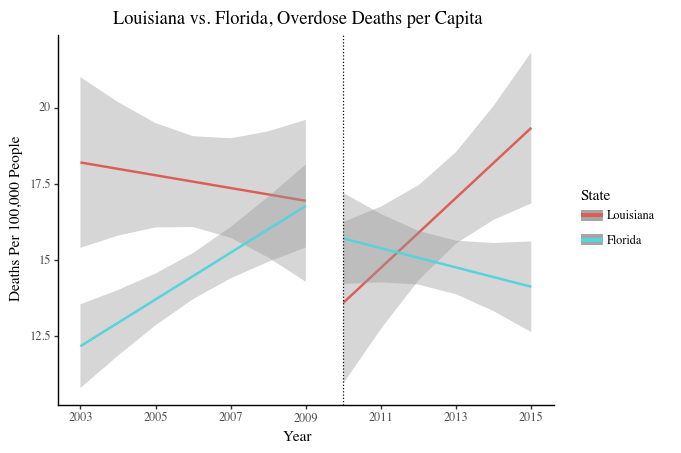 Louisiana vs. Florida, Overdose Deaths per Capita
Deaths Per 100,000 People
20
17.5
15
12.5
2003 2005 2007 2009 2011 2013 2015
Year
State
Louisiana
Florida